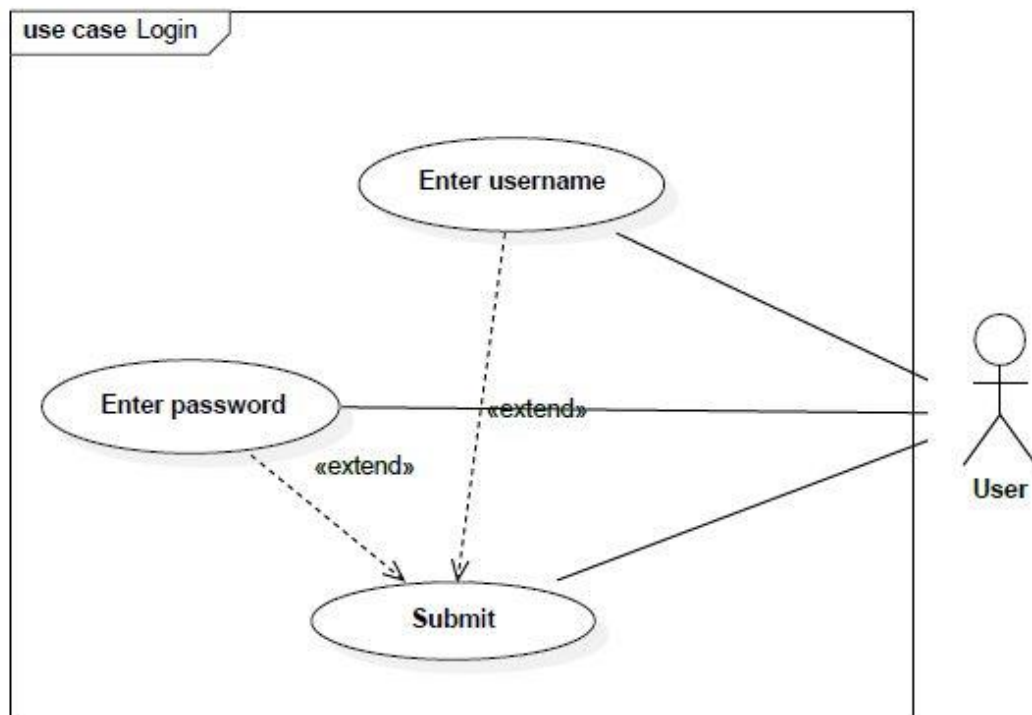 use case Login
Enter username
Enter password
«extend»
«extend»
User
Submit